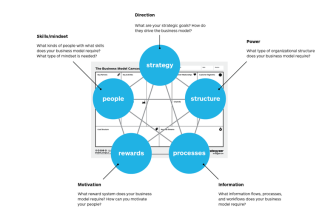 Direction
What are your strategic goals? How do
they drive the business model?
Skills/mindset
What kinds of people with what skills
does your business model require?
What type of mindset is needed?
Power
What type of organisational structure
does your business model require?
The Business Model Canvas
strategy
people
structure
rewards
processes
Motivation
What reward system does your business
model require? How can you motivate
your people?
Information
What information flows, processes,
and workflows does your business
model require?